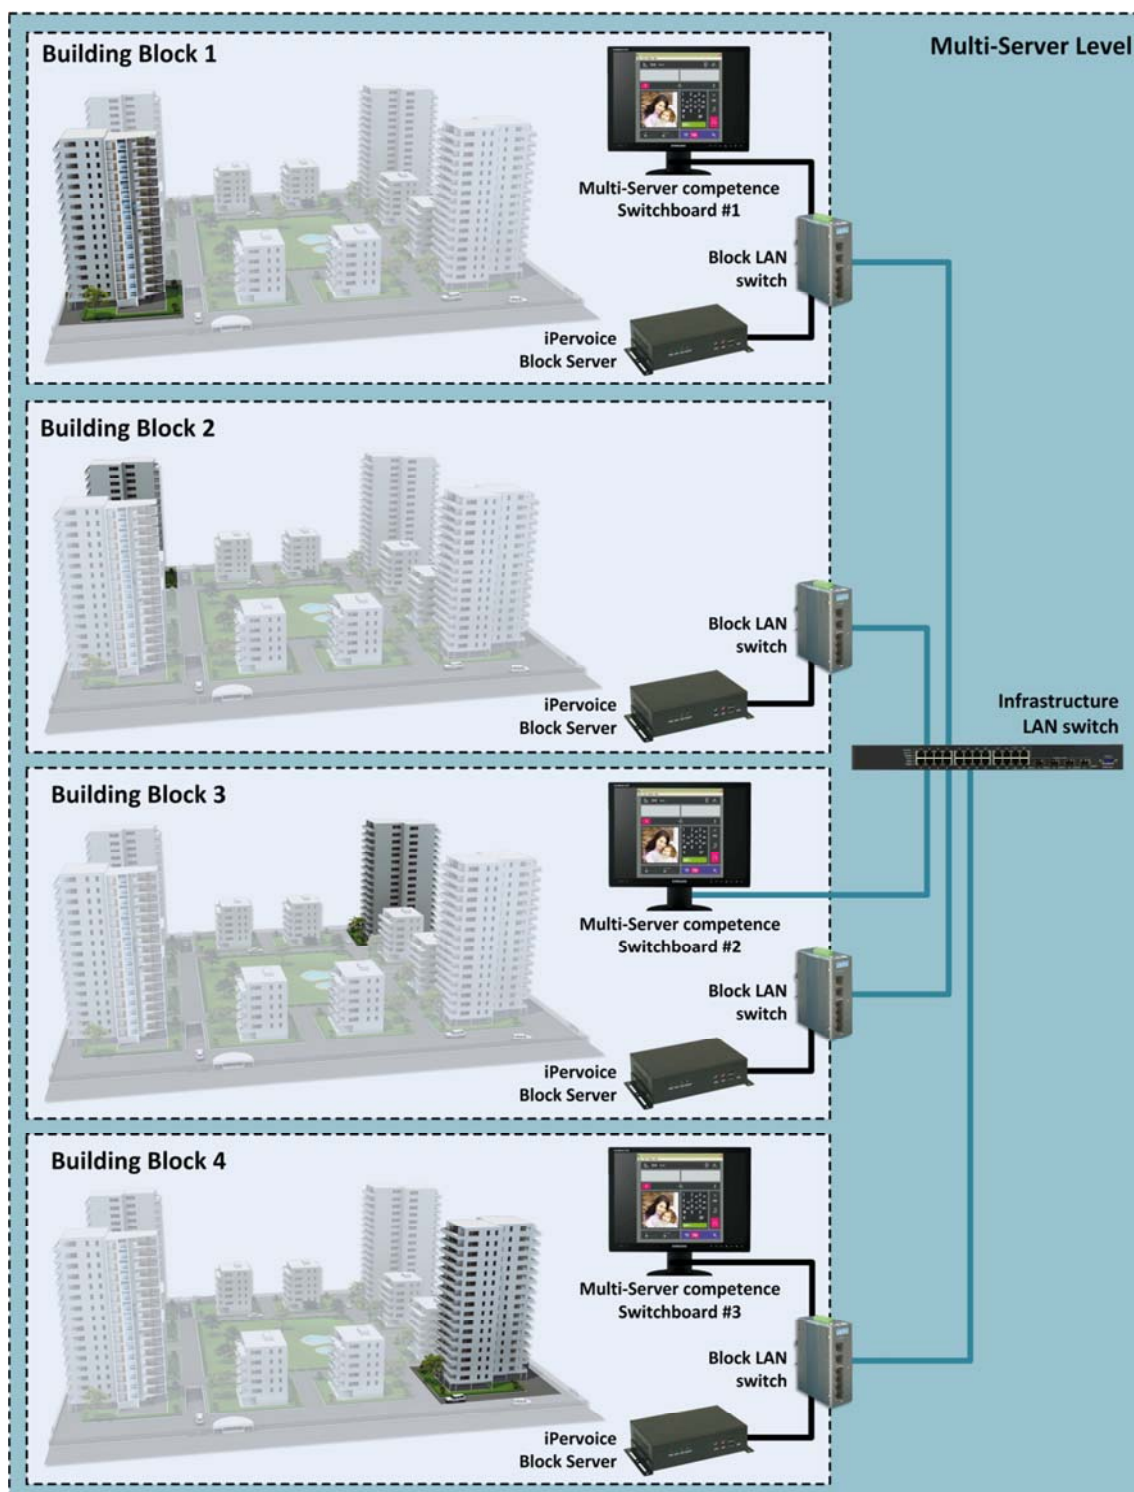 Building Block 1
Multi-Server Level
Multi-Server competence
Switchboard #1
Block LAN
switch
iPervoice
Block Server
Building Block 2
Block LAN
switch
iPervoice
Block Server
Infrastructure
LAN switch
Building Block 3
Multi-Server competence
Switchboard #2
Block LAN
switch
iPervoice
Block Server
Building Block 4
Multi-Server competence
Switchboard #3
Block LAN
switch
iPervoice
Block Server